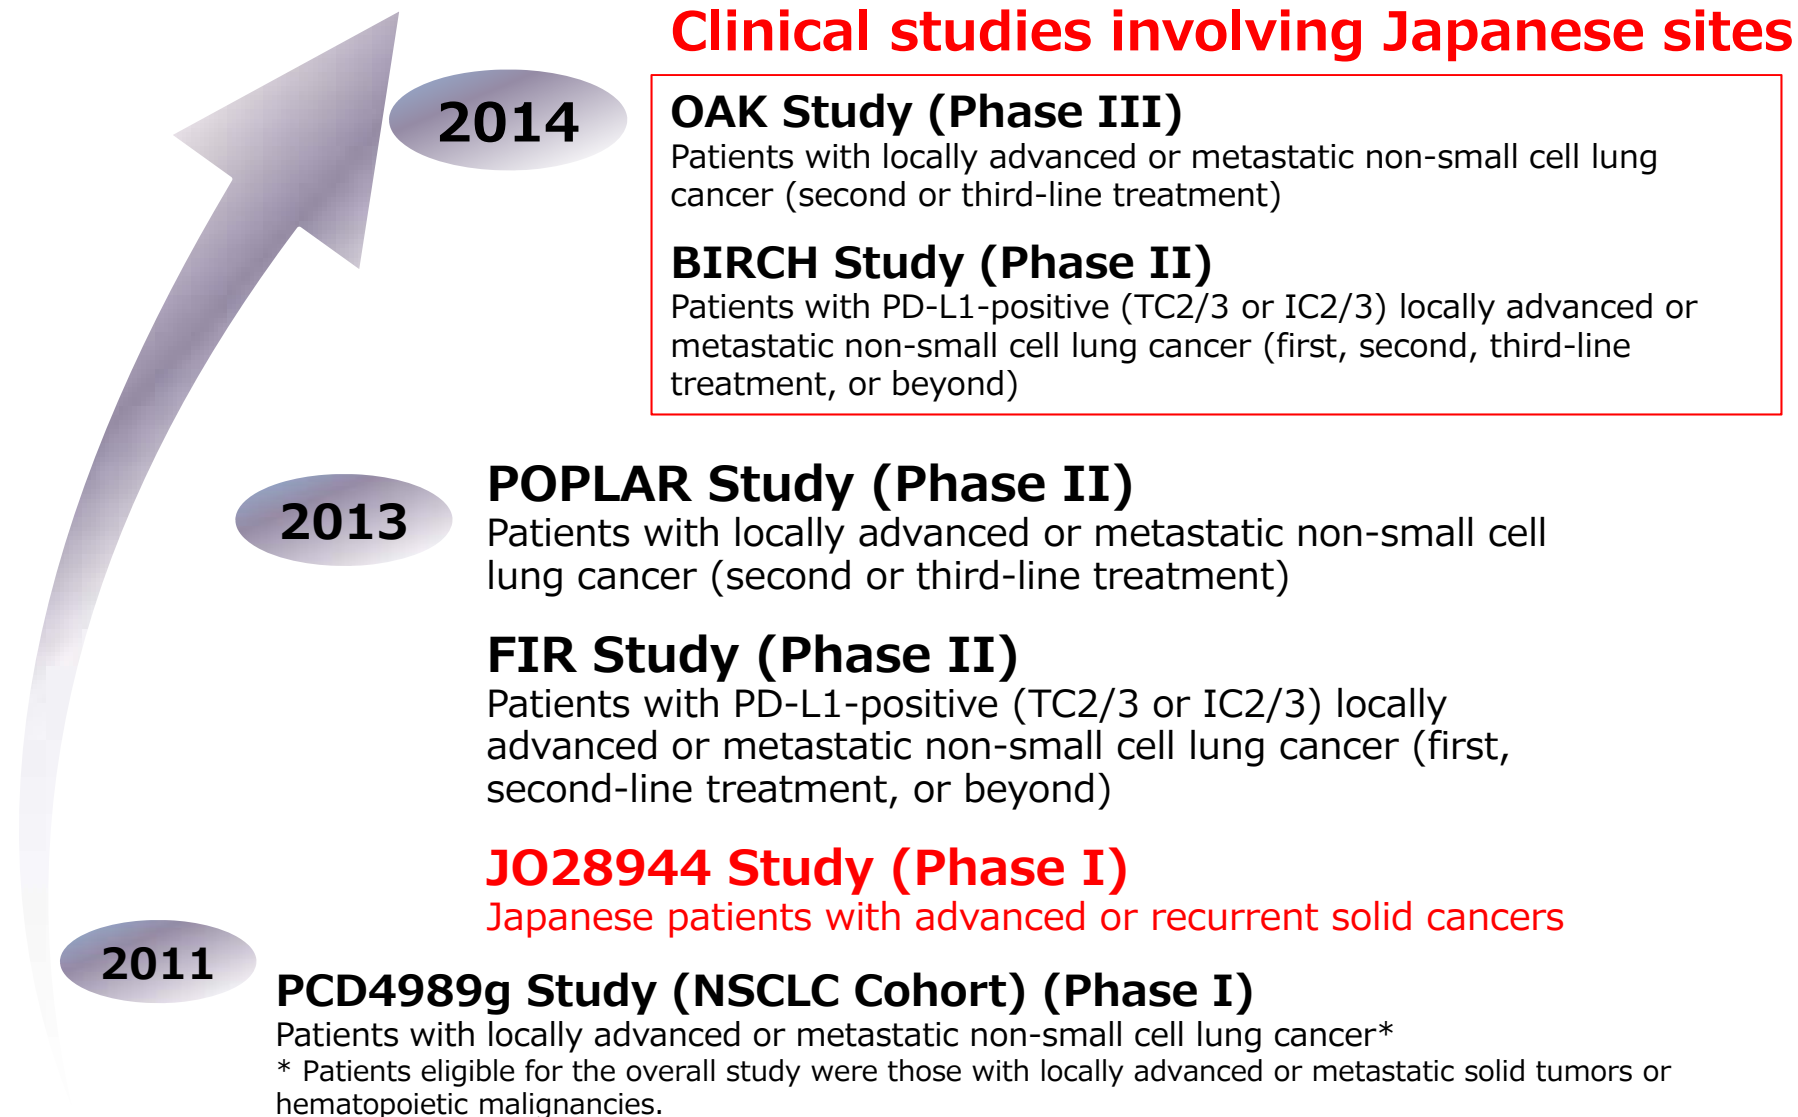 Clinical studies involving Japanese sites
2014
OAK Study (Phase III)
Patients with locally advanced or metastatic non-small cell lung
cancer (second or third-line treatment)
BIRCH Study (Phase II)
Patients with PD-L1-positive (TC2/3 or IC2/3) locally advanced or
metastatic non-small cell lung cancer (first, second, third-line
treatment, or beyond)
2013
POPLAR Study (Phase II)
Patients with locally advanced or metastatic non-small cell
lung cancer (second or third-line treatment)
FIR Study (Phase II)
Patients with PD-L1-positive (TC2/3 or IC2/3) locally
advanced or metastatic non-small cell lung cancer (first,
second-line treatment, or beyond)
JO28944 Study (Phase I)
Japanese patients with advanced or recurrent solid cancers
2011
PCD4989g Study (NSCLC Cohort) (Phase I)
Patients with locally advanced or metastatic non-small cell lung cancer*
* Patients eligible for the overall study were those with locally advanced or metastatic solid tumors or
hematopoietic malignancies.